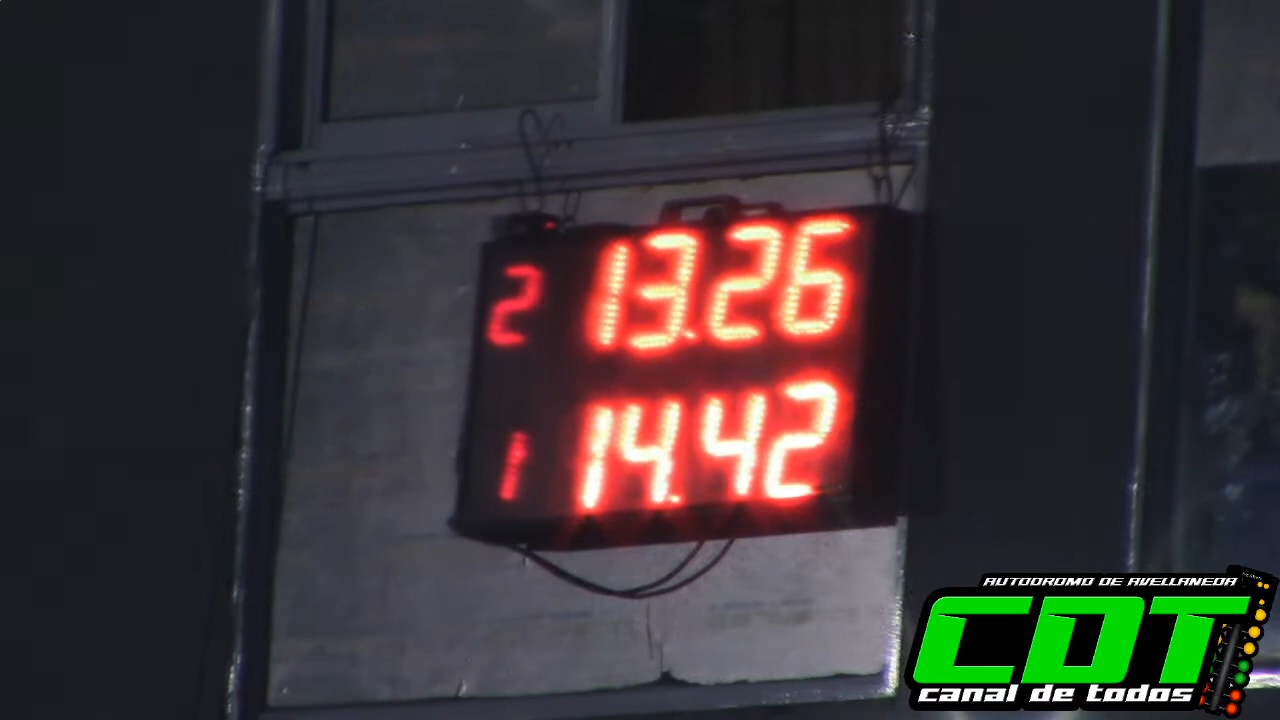 2 13.26
1 14.42
AUTODROMO DE AVELLANEDA
CDT
canal de todos